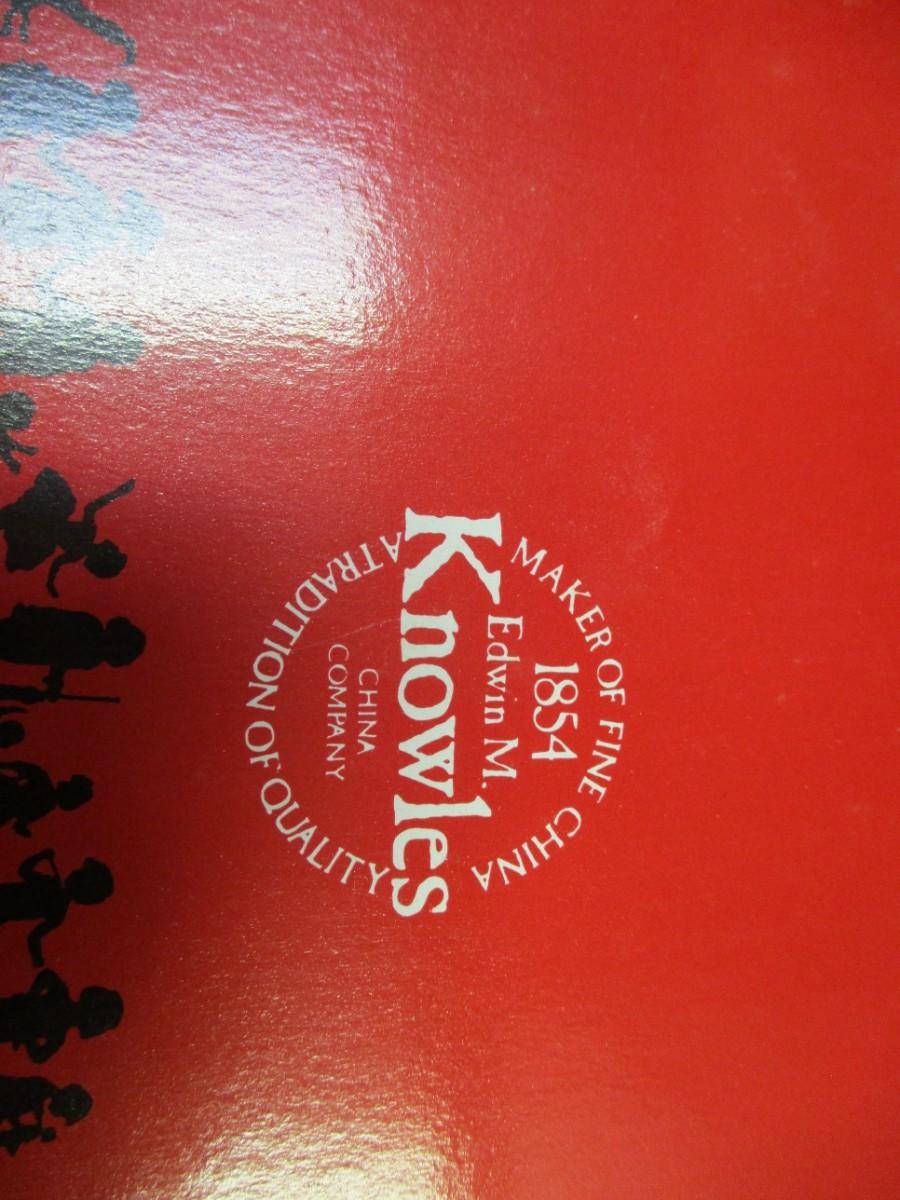 MAKER OF FINE CHINA
1854
Edwin M.
Knowles
CHINA
COMPANY
A TRADITION OF QUALITY